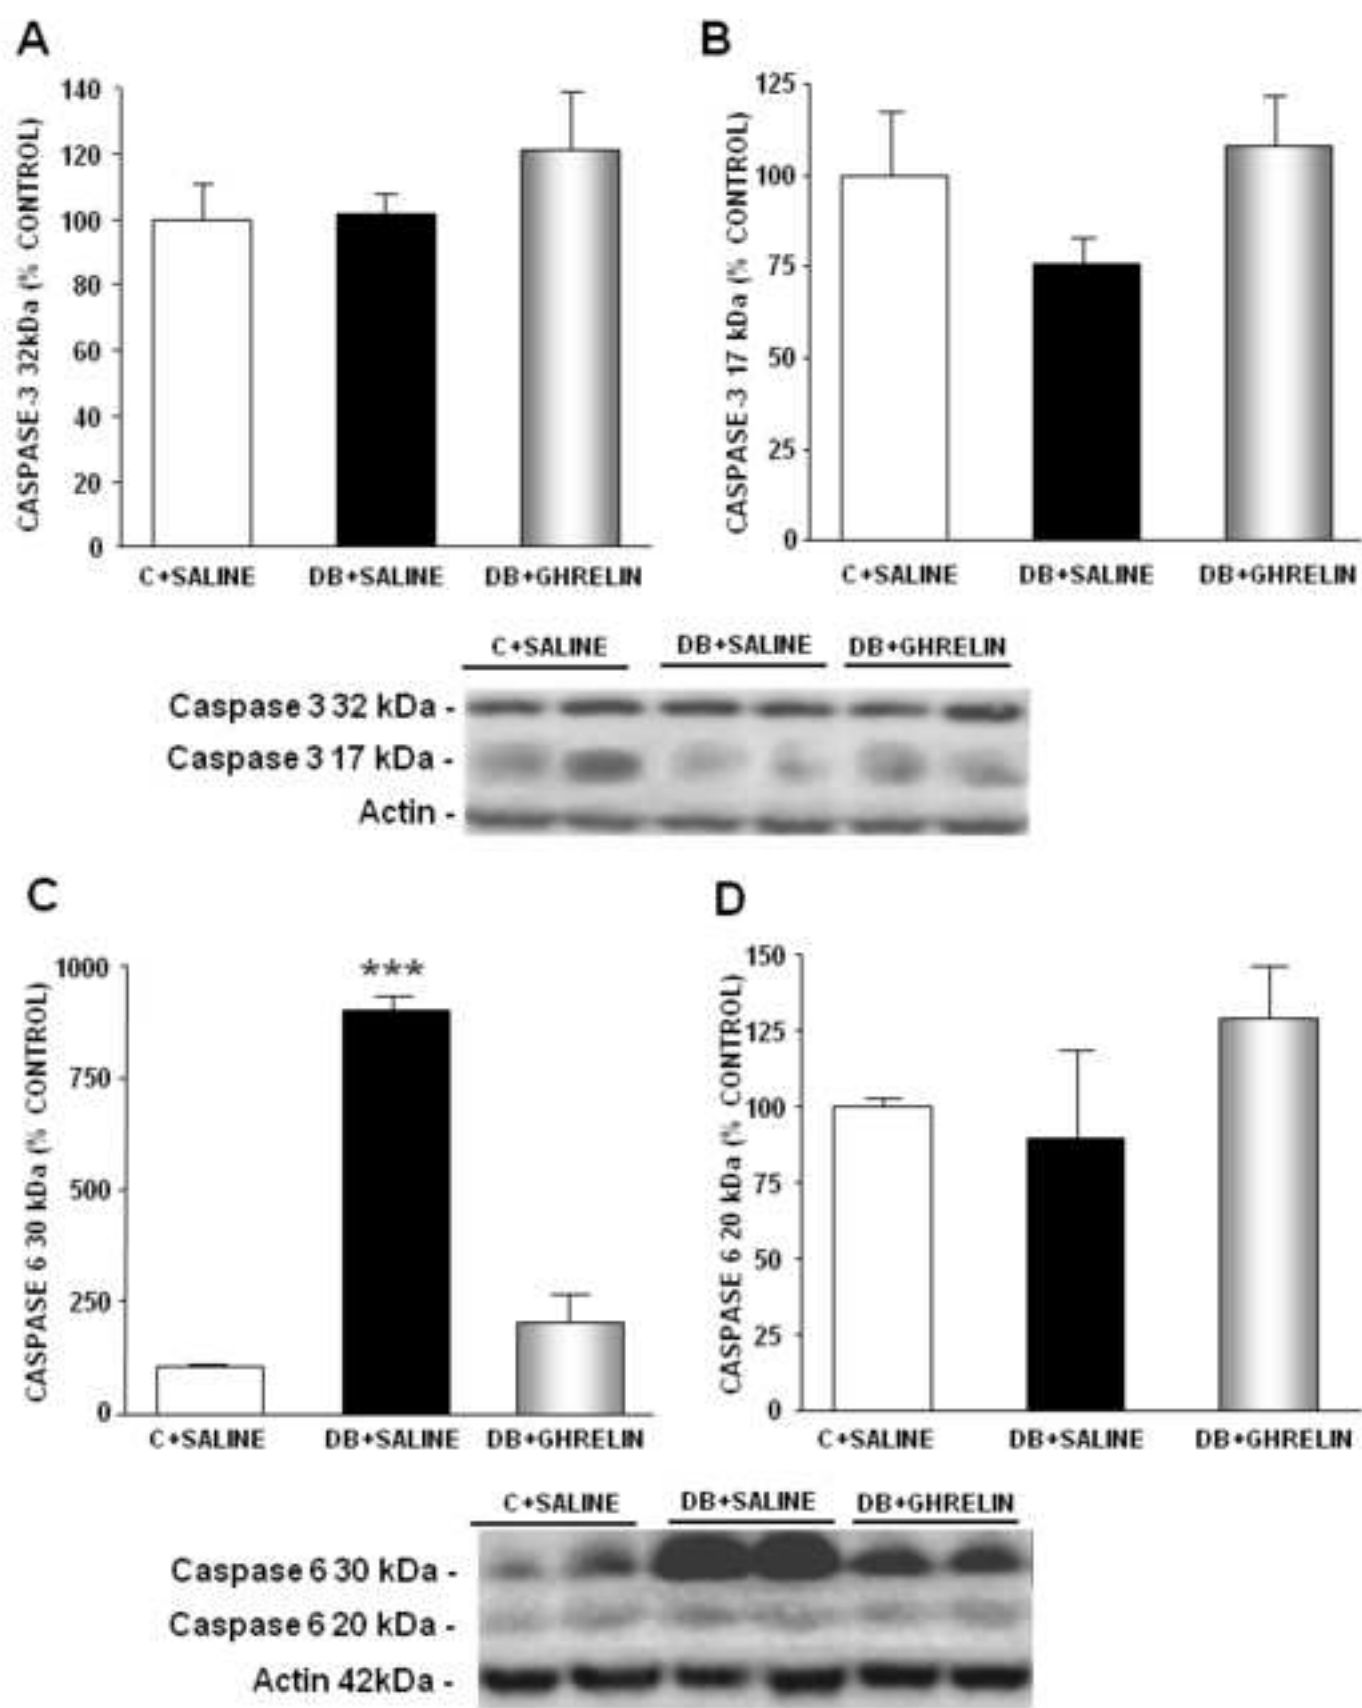 A
CASPASE-3 32kDa (% CONTROL)
140
120
100
80
60
40
20
0
C+SALINE DB+SALINE DB+GHRELIN
B
CASPASE-3 17 kDa (% CONTROL)
125
100
75
50
25
0
C+SALINE DB+SALINE DB+GHRELIN
C+SALINE DB+SALINE DB+GHRELIN
Caspase 3 32 kDa -
Caspase 3 17 kDa -
Actin -
C
CASPASE 6 30 kDa (% CONTROL)
1000
750
500
250
0
***
C+SALINE DB+SALINE DB+GHRELIN
D
CASPASE 6 20 kDa (% CONTROL)
150
125
100
75
50
25
0
C+SALINE DB+SALINE DB+GHRELIN
C+SALINE DB+SALINE DB+GHRELIN
Caspase 6 30 kDa -
Caspase 6 20 kDa -
Actin 42kDa -